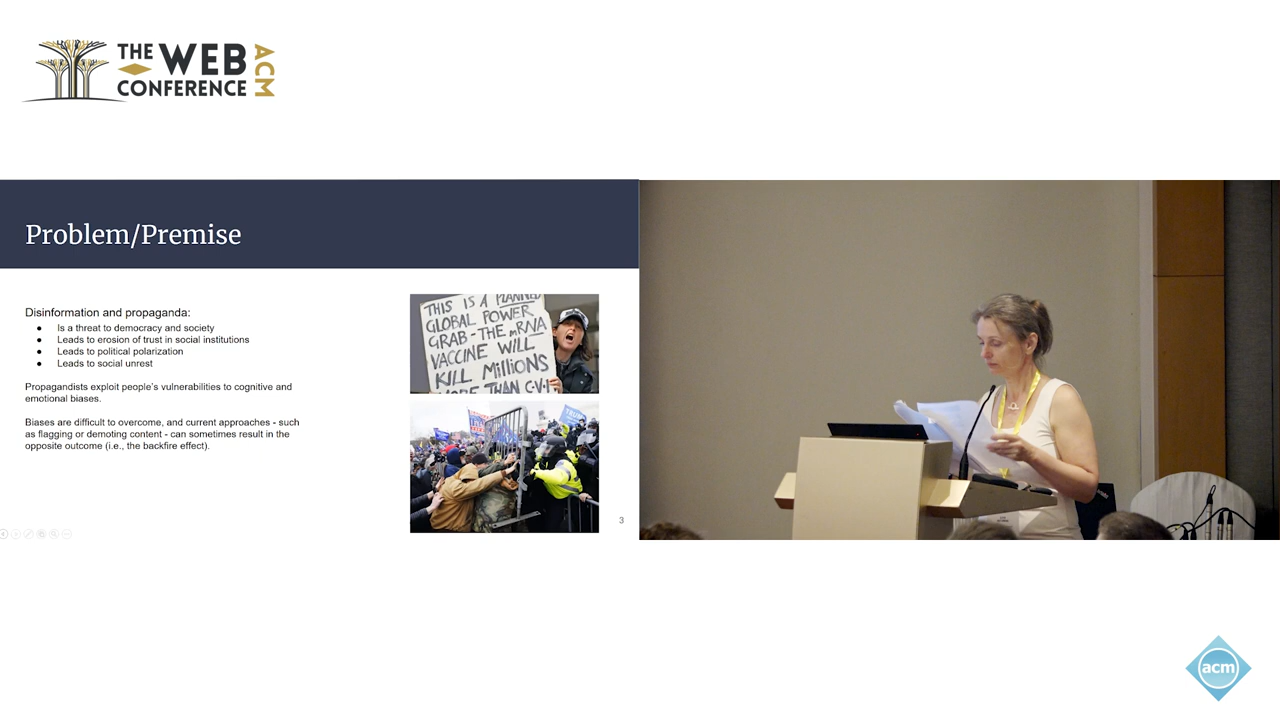 THE WEB
CONFERENCE
ACM
Problem/Premise
Disinformation and propaganda:
● Is a threat to democracy and society
● Leads to erosion of trust in social institutions
● Leads to political polarization
● Leads to social unrest
Propagandists exploit people's vulnerabilities to cognitive and
emotional biases.
Biases are difficult to overcome, and current approaches - such
as flagging or demoting content - can sometimes result in the
opposite outcome (i.e., the backfire effect).
THIS IS A PLANNED
GLOBAL POWER
GRAB - THE mRNA
VACCINE WILL
KILL MILLIONS
MORE THAN C-V-1
TRUMP
3
acm